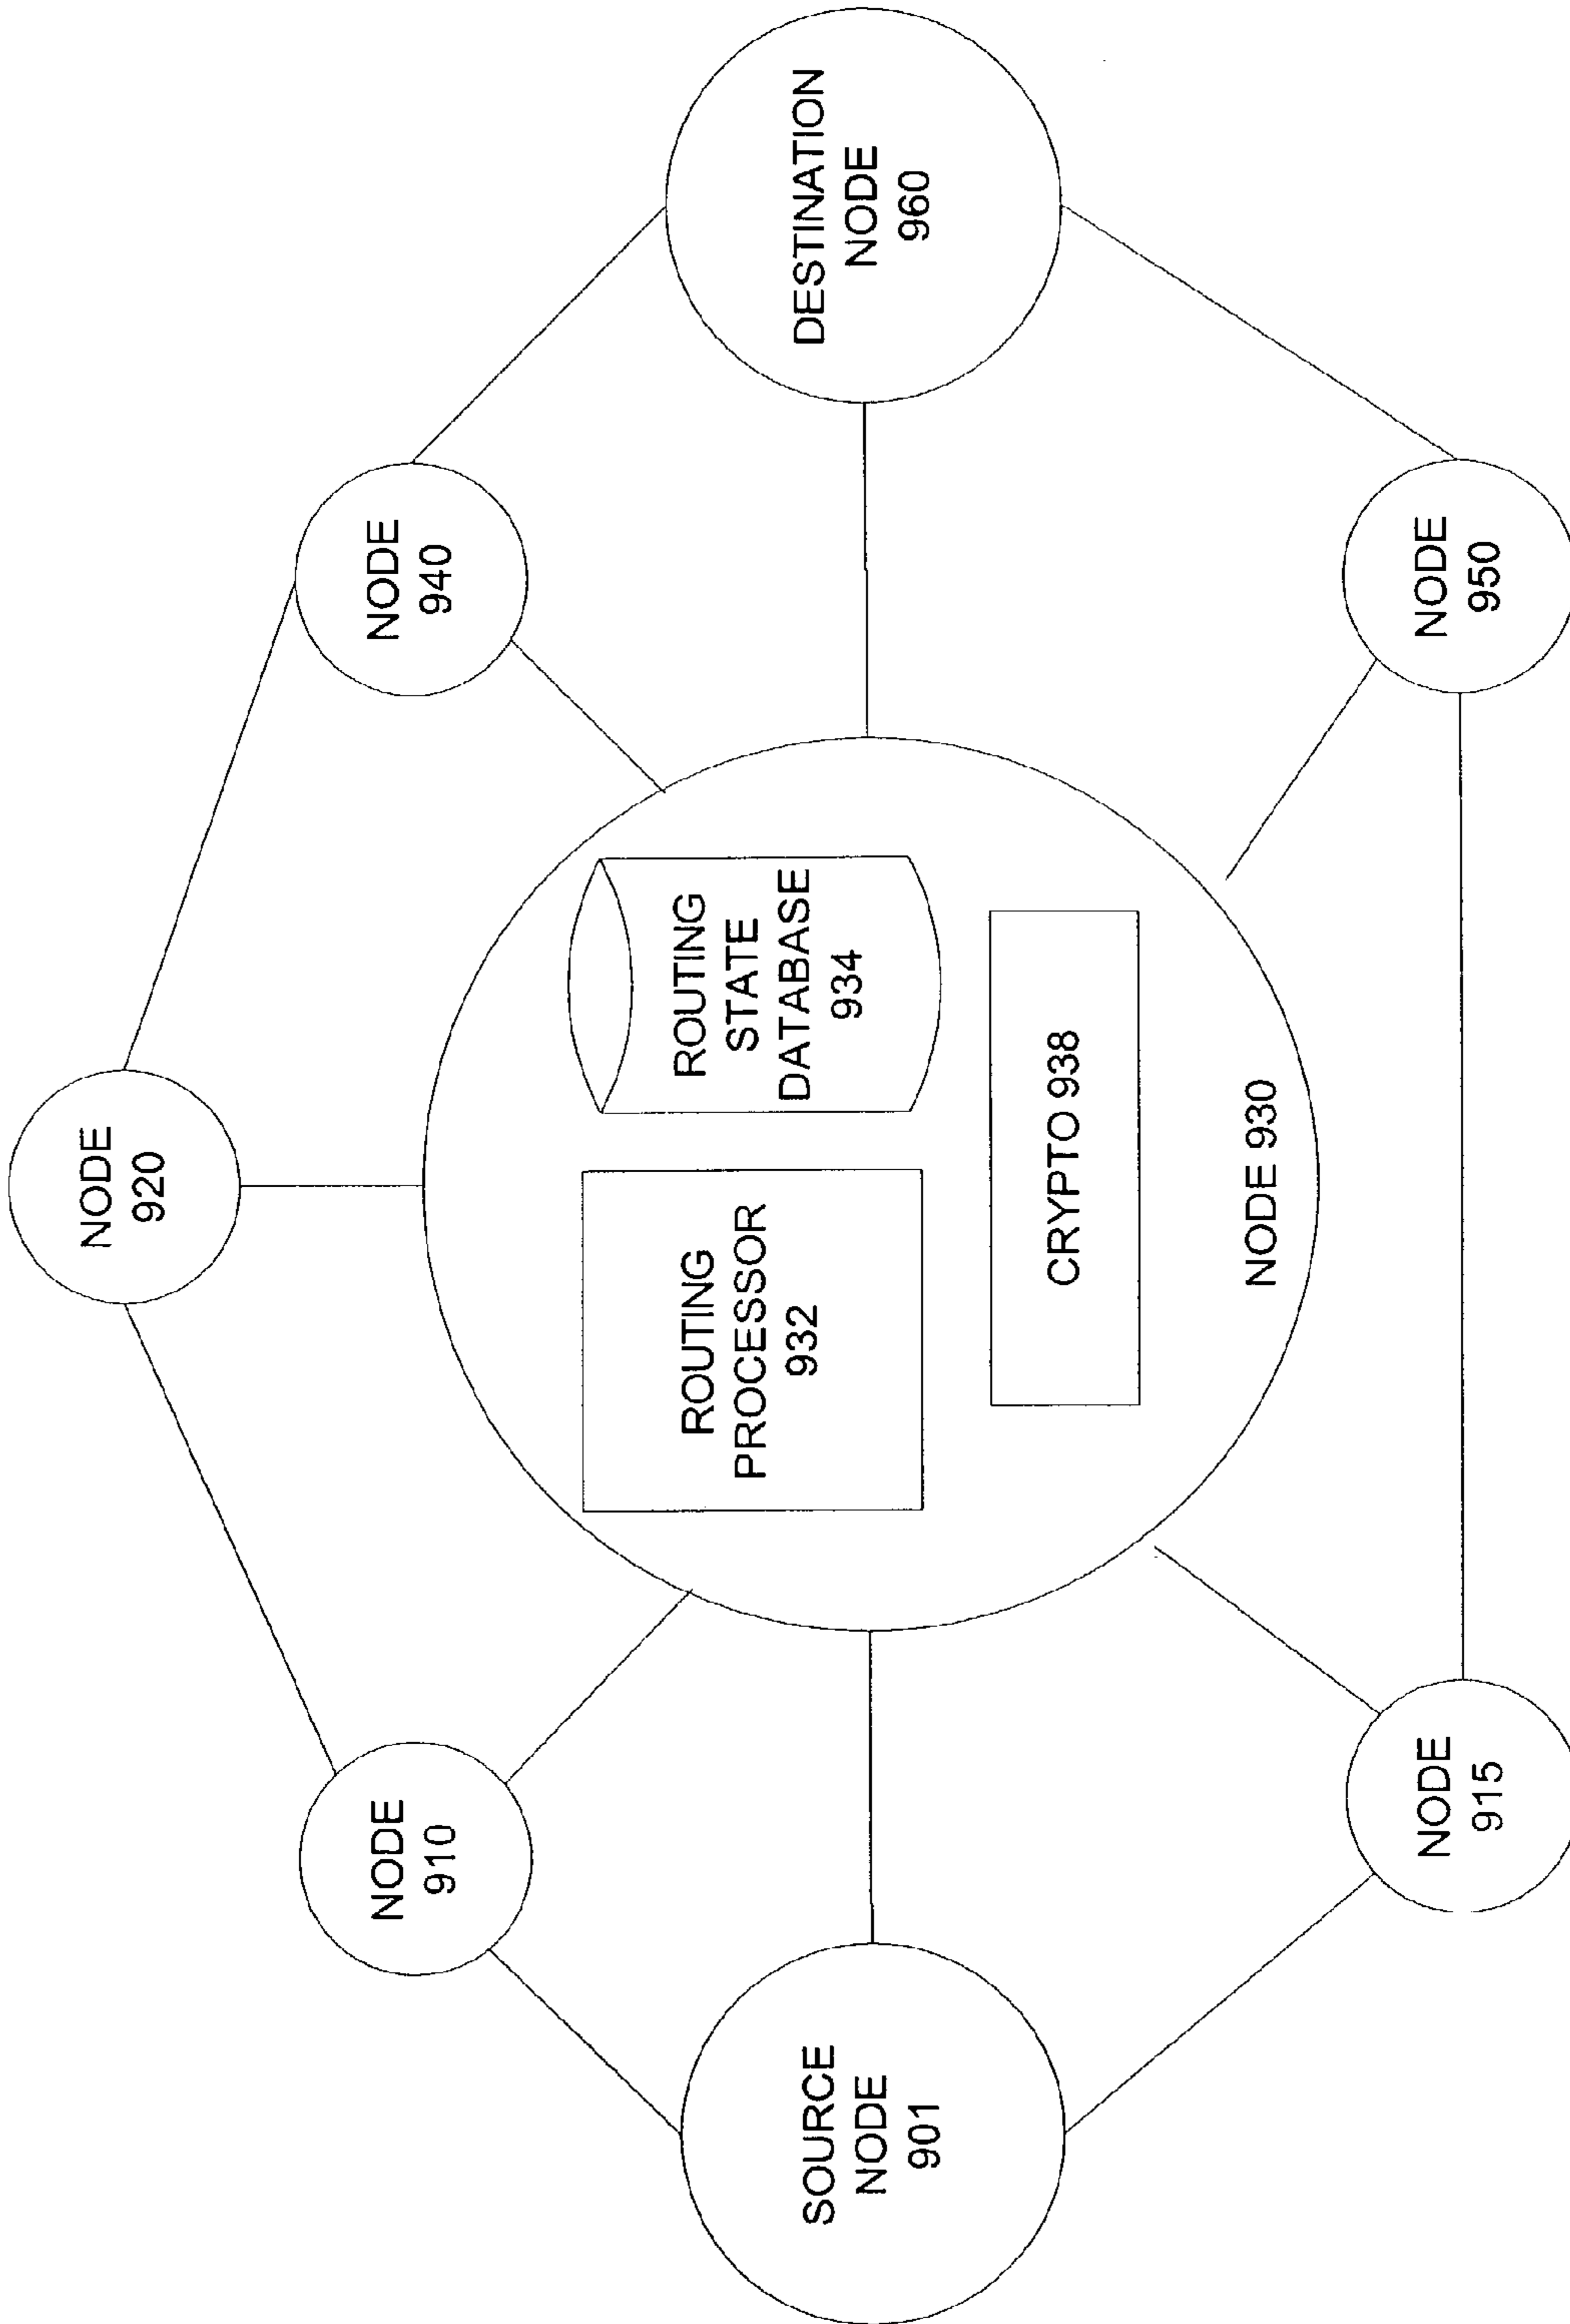 NODE
920
NODE
910
NODE
940
SOURCE
NODE
901
ROUTING
PROCESSOR
932
ROUTING
STATE
DATABASE
934
DESTINATION
NODE
960
CRYPTO 938
NODE 930
NODE
915
NODE
950